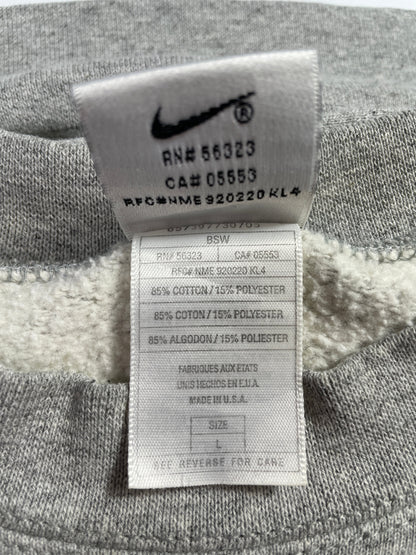 ®
RN# 56323
CA# 05553
RFC#NME 920220 KL4
BSW
RN# 56323 CA# 05553
RFC# NME 920220 KL4
85% COTTON / 15% POLYESTER
85% COTON / 15% POLYESTER
85% ALGODON / 15% POLIESTER
FABRIQUES AUX ETATS
UNIS HECHOS EN E.U.A.
MADE IN U.S.A.
SIZE
L
SEE REVERSE FOR CARE